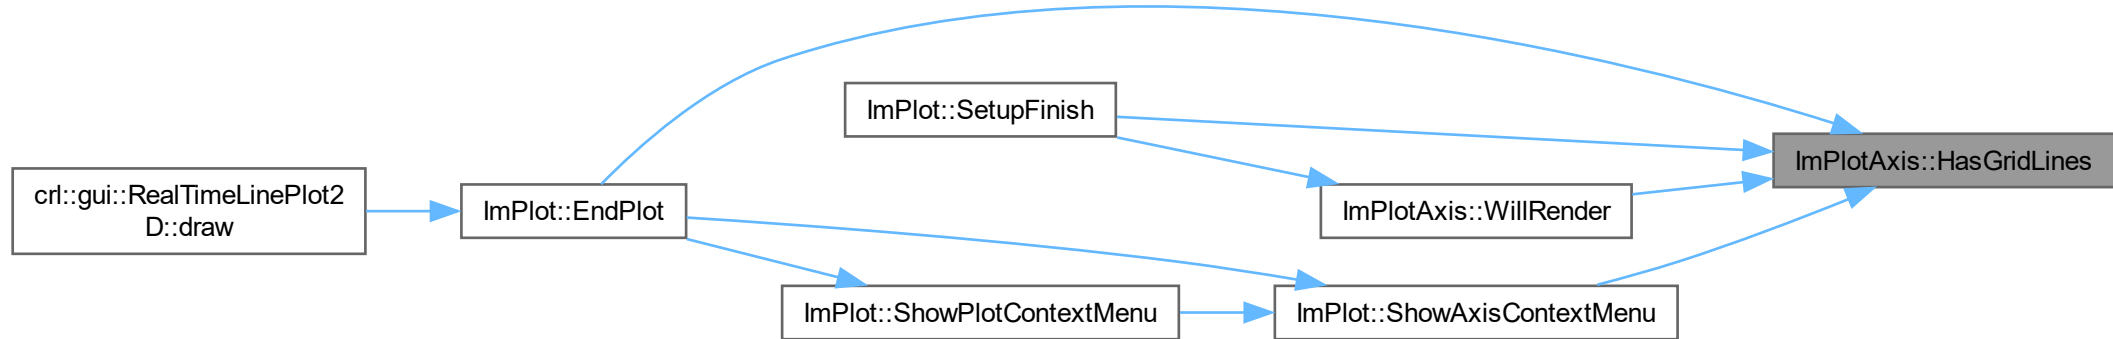 ImPlot::SetupFinish
ImPlotAxis::HasGridLines
crl::gui::RealTimeLinePlot2
D::draw
ImPlot::EndPlot
ImPlotAxis::WillRender
ImPlot::ShowPlotContextMenu
ImPlot::ShowAxisContextMenu